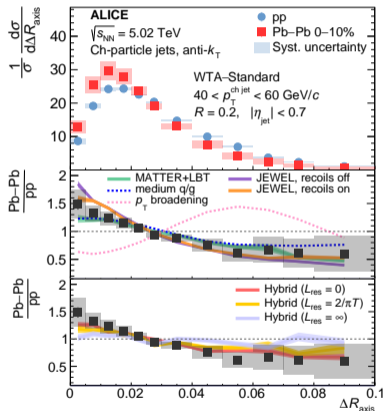 ALICE
√s_NN = 5.02 TeV
Ch-particle jets, anti-k_T
pp
Pb–Pb 0–10%
Syst. uncertainty
WTA–Standard
40 < p_T^ch jet < 60 GeV/c
R = 0.2, |η_jet| < 0.7
1/σ dσ/dΔR_axis
40
30
20
10
Pb–Pb/pp
MATTER+LBT
medium q/g
p_T broadening
JEWEL, recoils off
JEWEL, recoils on
2
1.5
1
0.5
Pb–Pb/pp
Hybrid (L_res = 0)
Hybrid (L_res = 2/πT)
Hybrid (L_res = ∞)
2
1.5
1
0.5
0 0.02 0.04 0.06 0.08 0.1
ΔR_axis